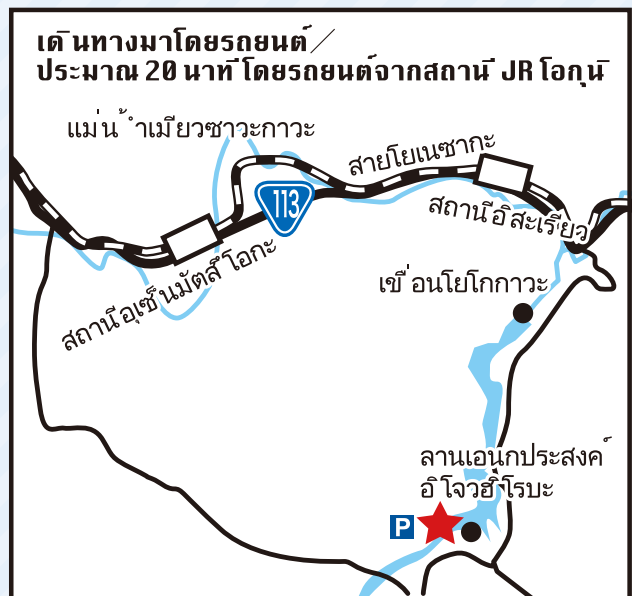 เดินทางมาโดยรถยนต์／
ประมาณ 20 นาที โดยรถยนต์จากสถานี JR โอกุนิ
แม่น้ำเมียวซาวะกาวะ
สายโยเนซากะ
113
สถานีอิสะเรียว
สถานีอุเซ็นมัตสึโอกะ
เขื่อนโยโกกาวะ
ลานเอนกประสงค์
อิโจวฮิโรบะ
P